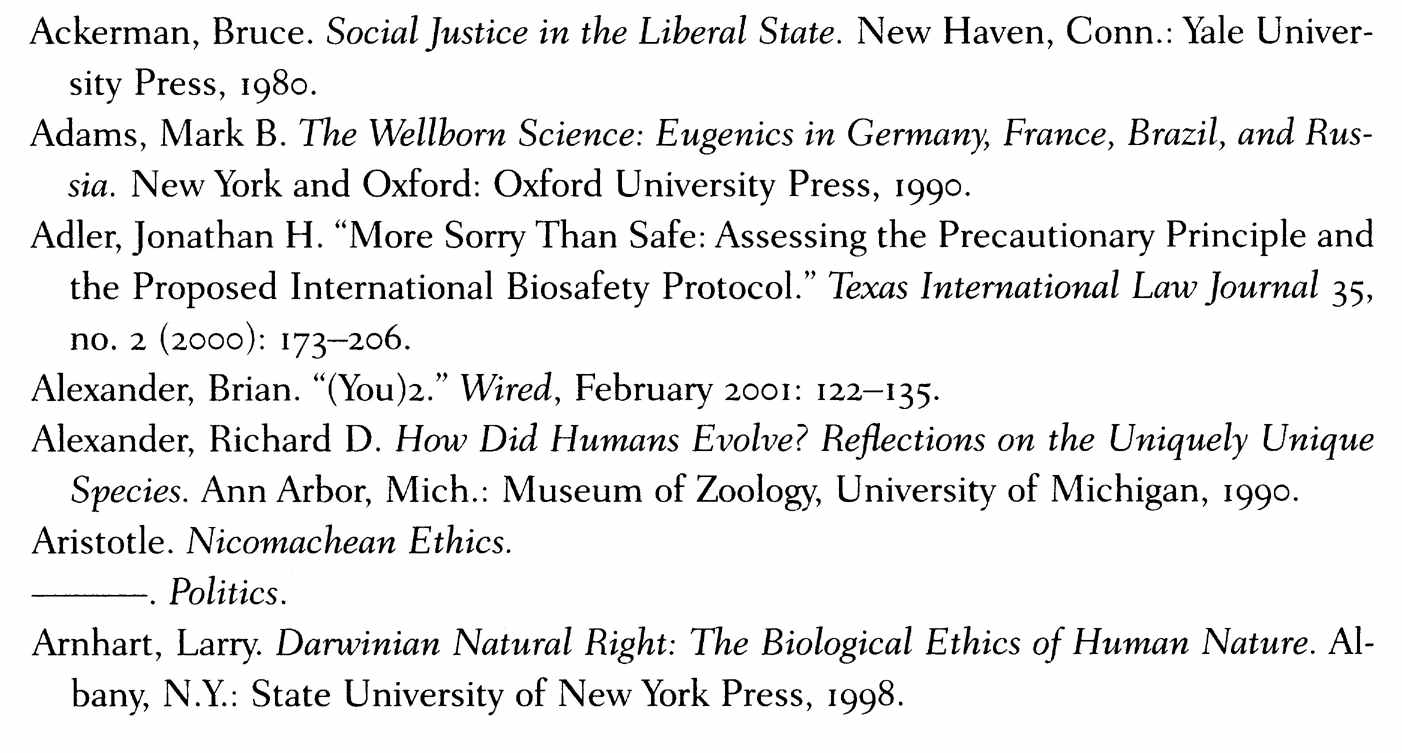 Ackerman, Bruce. Social Justice in the Liberal State. New Haven, Conn.: Yale Univer-
sity Press, 1980.
Adams, Mark B. The Wellborn Science: Eugenics in Germany, France, Brazil, and Rus-
sia. New York and Oxford: Oxford University Press, 1990.
Adler, Jonathan H. “More Sorry Than Safe: Assessing the Precautionary Principle and
the Proposed International Biosafety Protocol.” Texas International Law Journal 35,
no. 2 (2000): 173–206.
Alexander, Brian. “(You)2.” Wired, February 2001: 122–135.
Alexander, Richard D. How Did Humans Evolve? Reflections on the Uniquely Unique
Species. Ann Arbor, Mich.: Museum of Zoology, University of Michigan, 1990.
Aristotle. Nicomachean Ethics.
———. Politics.
Arnhart, Larry. Darwinian Natural Right: The Biological Ethics of Human Nature. Al-
bany, N.Y.: State University of New York Press, 1998.